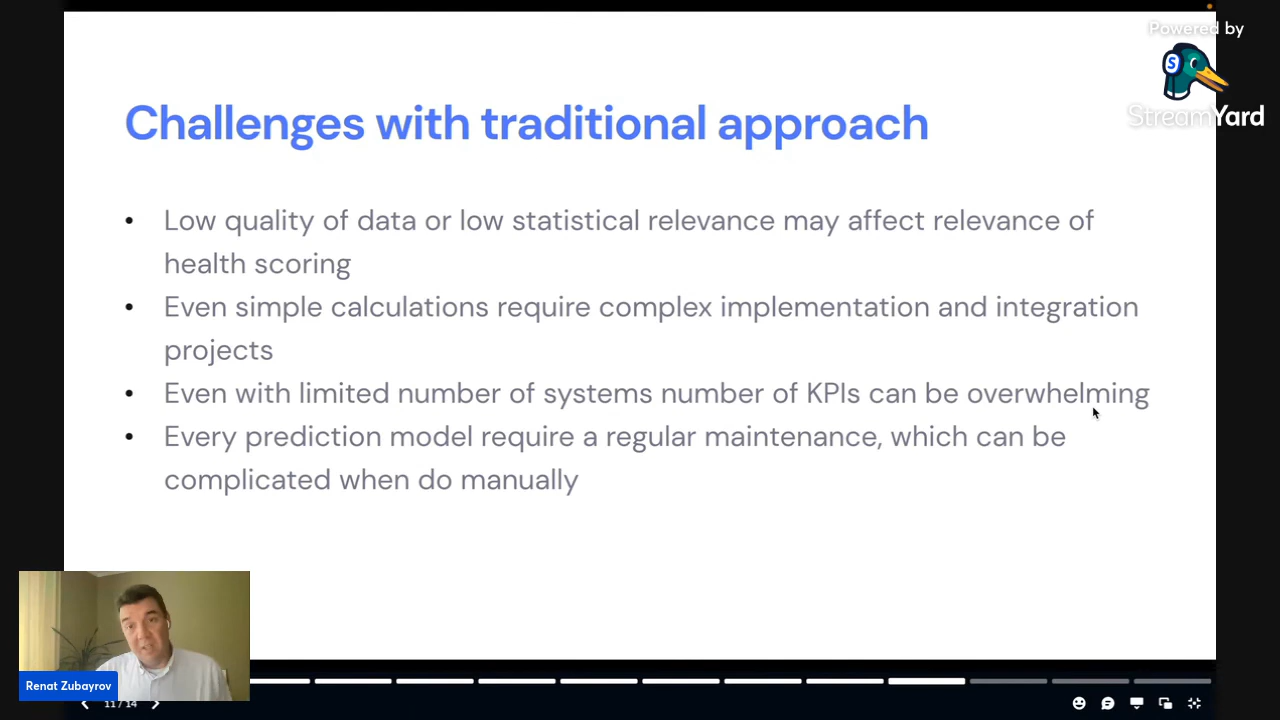 Powered by
StreamYard
Challenges with traditional approach
• Low quality of data or low statistical relevance may affect relevance of
health scoring
• Even simple calculations require complex implementation and integration
projects
• Even with limited number of systems number of KPIs can be overwhelming
• Every prediction model require a regular maintenance, which can be
complicated when do manually
Renat Zubayrov
11 / 14